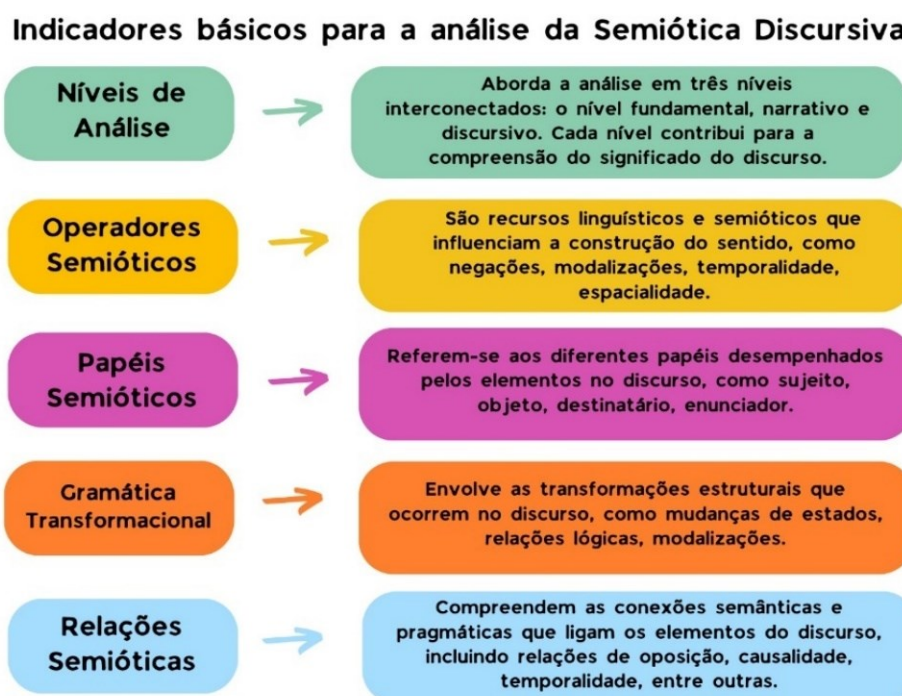 Indicadores básicos para a análise da Semiótica Discursiva
Níveis de
Análise
Aborda a análise em três níveis
interconectados: o nível fundamental, narrativo e
discursivo. Cada nível contribui para a
compreensão do significado do discurso.
Operadores
Semióticos
São recursos linguísticos e semióticos que
influenciam a construção do sentido, como
negações, modalizações, temporalidade,
espacialidade.
Papéis
Semióticos
Referem-se aos diferentes papéis desempenhados
pelos elementos no discurso, como sujeito,
objeto, destinatário, enunciador.
Gramática
Transformacional
Envolve as transformações estruturais que
ocorrem no discurso, como mudanças de estados,
relações lógicas, modalizações.
Relações
Semióticas
Compreendem as conexões semânticas e
pragmáticas que ligam os elementos do discurso,
incluindo relações de oposição, causalidade,
temporalidade, entre outras.